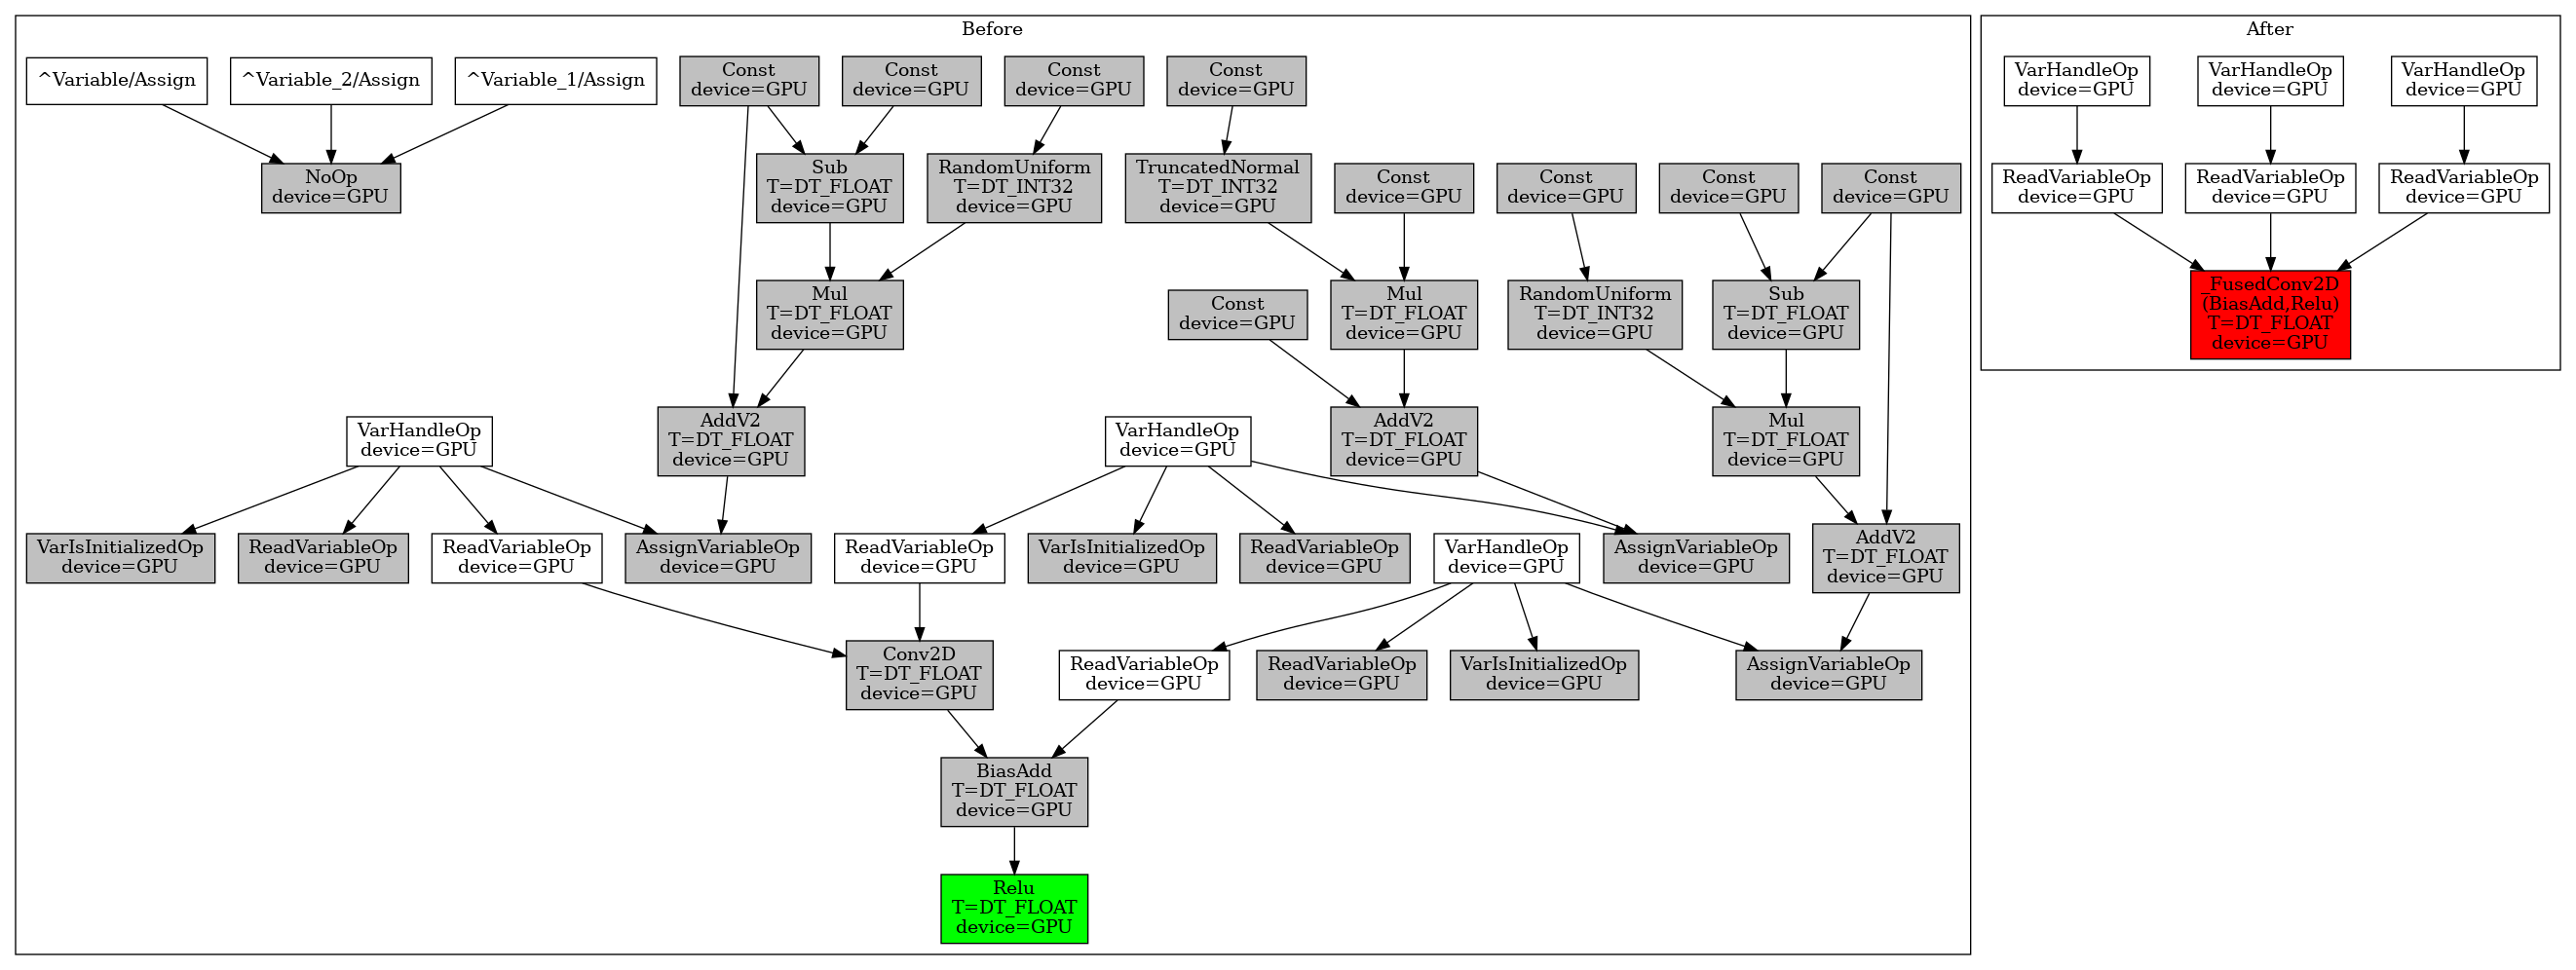 Before
^Variable/Assign
^Variable_2/Assign
^Variable_1/Assign
Const
device=GPU
Const
device=GPU
Const
device=GPU
Const
device=GPU
NoOp
device=GPU
Sub
T=DT_FLOAT
device=GPU
RandomUniform
T=DT_INT32
device=GPU
TruncatedNormal
T=DT_INT32
device=GPU
Const
device=GPU
Const
device=GPU
Const
device=GPU
Const
device=GPU
Mul
T=DT_FLOAT
device=GPU
Const
device=GPU
Mul
T=DT_FLOAT
device=GPU
RandomUniform
T=DT_INT32
device=GPU
Sub
T=DT_FLOAT
device=GPU
VarHandleOp
device=GPU
AddV2
T=DT_FLOAT
device=GPU
VarHandleOp
device=GPU
AddV2
T=DT_FLOAT
device=GPU
Mul
T=DT_FLOAT
device=GPU
VarIsInitializedOp
device=GPU
ReadVariableOp
device=GPU
ReadVariableOp
device=GPU
AssignVariableOp
device=GPU
ReadVariableOp
device=GPU
VarIsInitializedOp
device=GPU
ReadVariableOp
device=GPU
VarHandleOp
device=GPU
AssignVariableOp
device=GPU
AddV2
T=DT_FLOAT
device=GPU
Conv2D
T=DT_FLOAT
device=GPU
ReadVariableOp
device=GPU
ReadVariableOp
device=GPU
VarIsInitializedOp
device=GPU
AssignVariableOp
device=GPU
BiasAdd
T=DT_FLOAT
device=GPU
Relu
T=DT_FLOAT
device=GPU
After
VarHandleOp
device=GPU
VarHandleOp
device=GPU
VarHandleOp
device=GPU
ReadVariableOp
device=GPU
ReadVariableOp
device=GPU
ReadVariableOp
device=GPU
_FusedConv2D
(BiasAdd,Relu)
T=DT_FLOAT
device=GPU